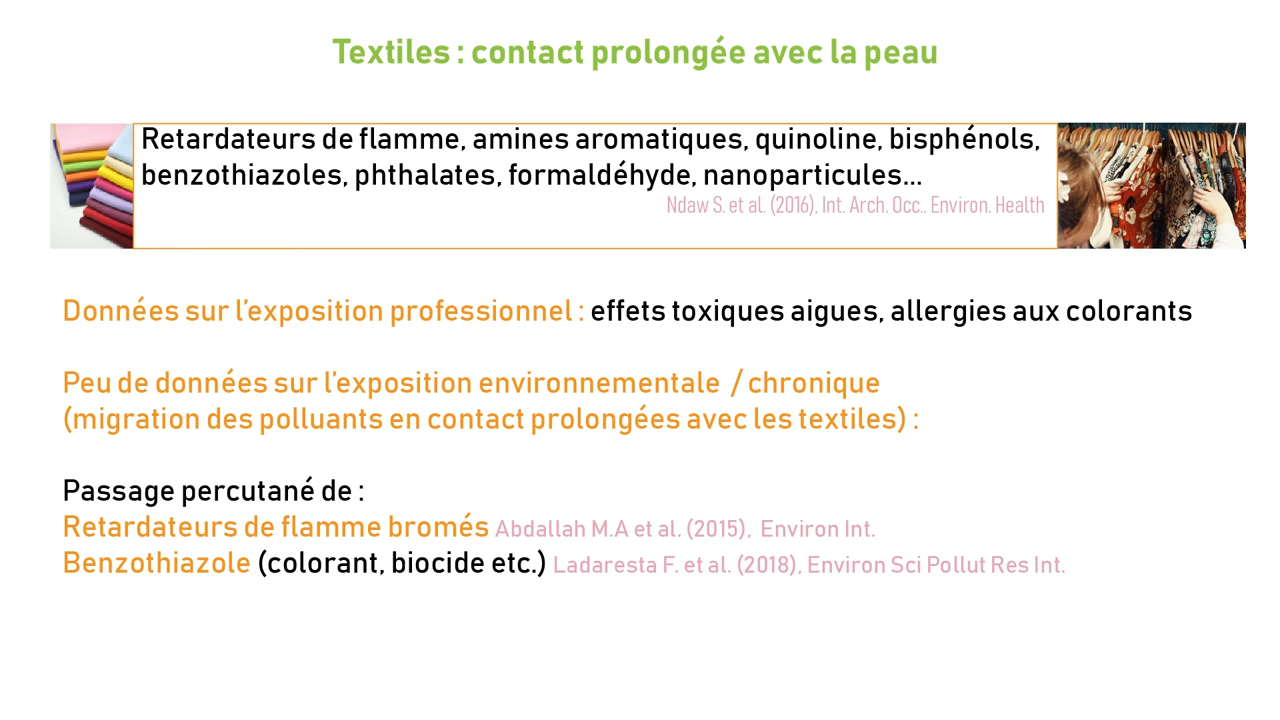 Textiles : contact prolongée avec la peau
Retardateurs de flamme, amines aromatiques, quinoline, bisphénols,
benzothiazoles, phthalates, formaldéhyde, nanoparticules...
Ndaw S. et al. (2016), Int. Arch. Occ.. Environ. Health
Données sur l'exposition professionnel : effets toxiques aigues, allergies aux colorants
Peu de données sur l'exposition environnementale / chronique
(migration des polluants en contact prolongées avec les textiles) :
Passage percutané de :
Retardateurs de flamme bromés Abdallah M.A et al. (2015), Environ Int.
Benzothiazole (colorant, biocide etc.) Ladaresta F. et al. (2018), Environ Sci Pollut Res Int.